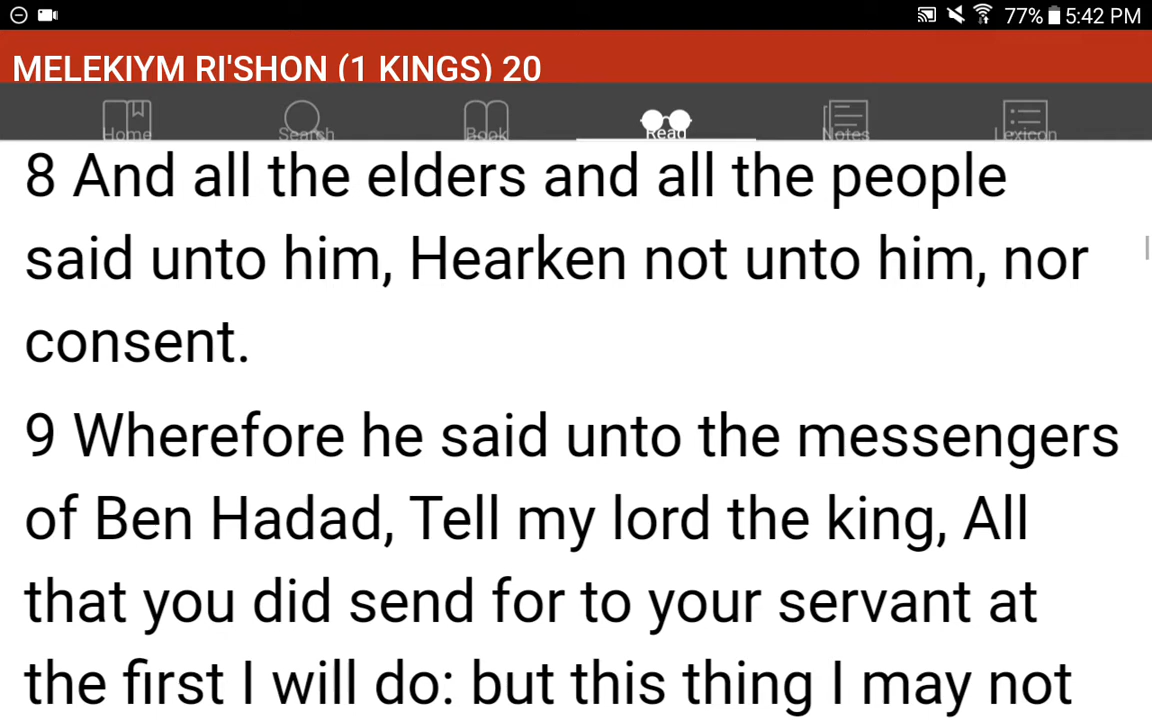 77% 5:42 PM
MELEKIYM RI'SHON (1 KINGS) 20
Home Search Book Read Notes Lexicon
8 And all the elders and all the people
said unto him, Hearken not unto him, nor
consent.
9 Wherefore he said unto the messengers
of Ben Hadad, Tell my lord the king, All
that you did send for to your servant at
the first I will do: but this thing I may not